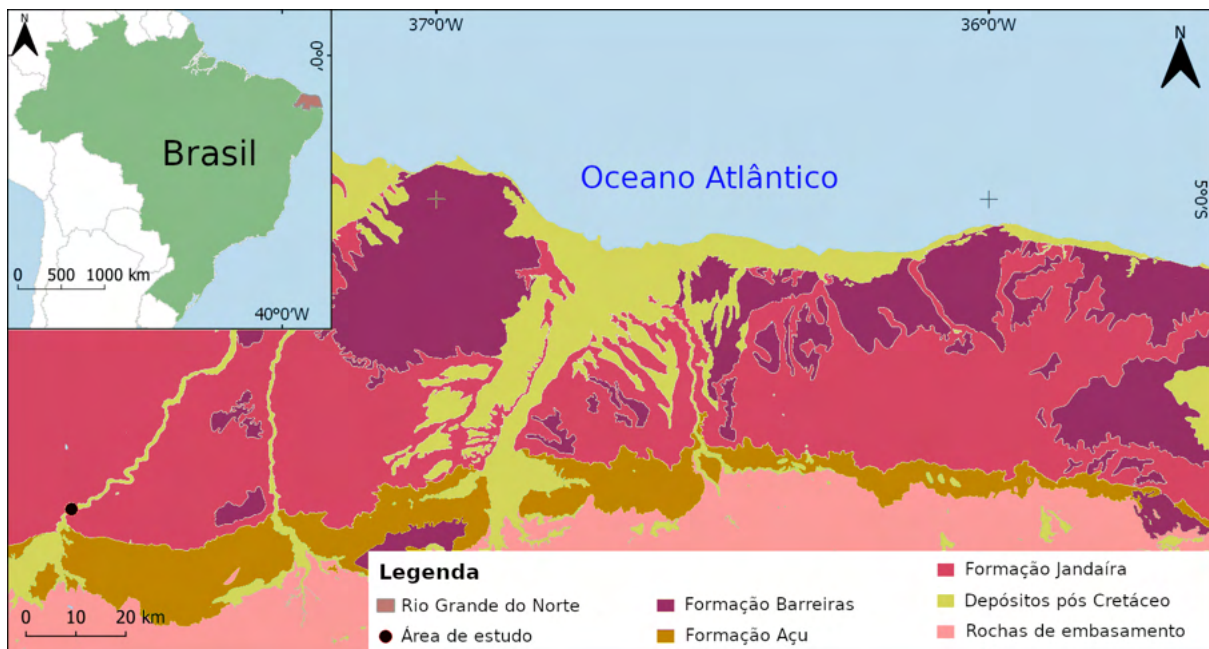 37°0'W
36°0'W
N
N
0°0'
Brasil
Oceano Atlântico
5°0'S
0 500 1000 km
40°0'W
Legenda
Rio Grande do Norte
Área de estudo
Formação Barreiras
Formação Açu
Formação Jandaíra
Depósitos pós Cretáceo
Rochas de embasamento
0 10 20 km